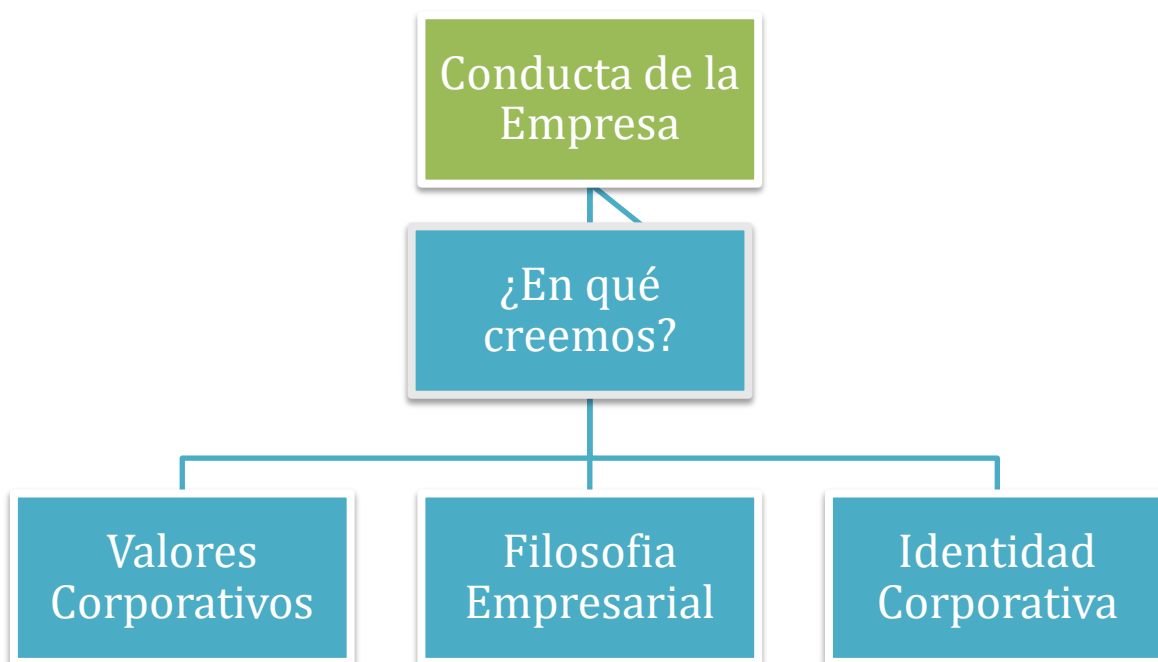 Conducta de la
Empresa
¿En qué
creemos?
Valores
Corporativos
Filosofia
Empresarial
Identidad
Corporativa